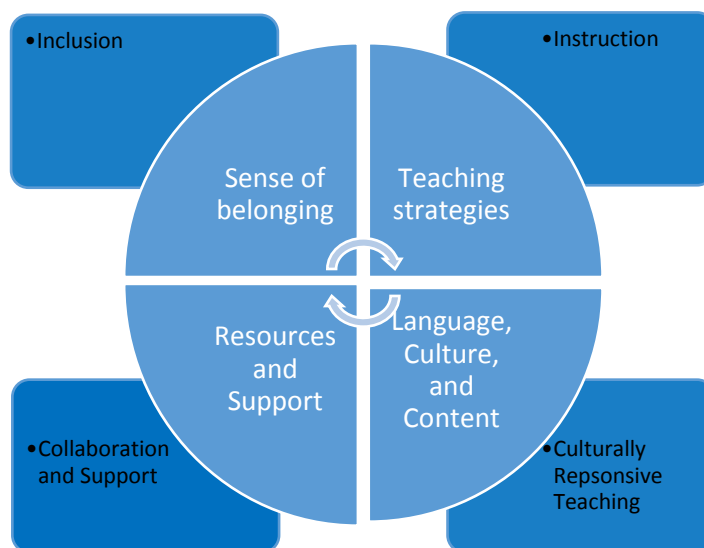 •Inclusion
•Instruction
Sense of
belonging
Teaching
strategies
Resources
and
Support
Language,
Culture,
and
Content
•Collaboration
and Support
•Culturally
Repsonsive
Teaching